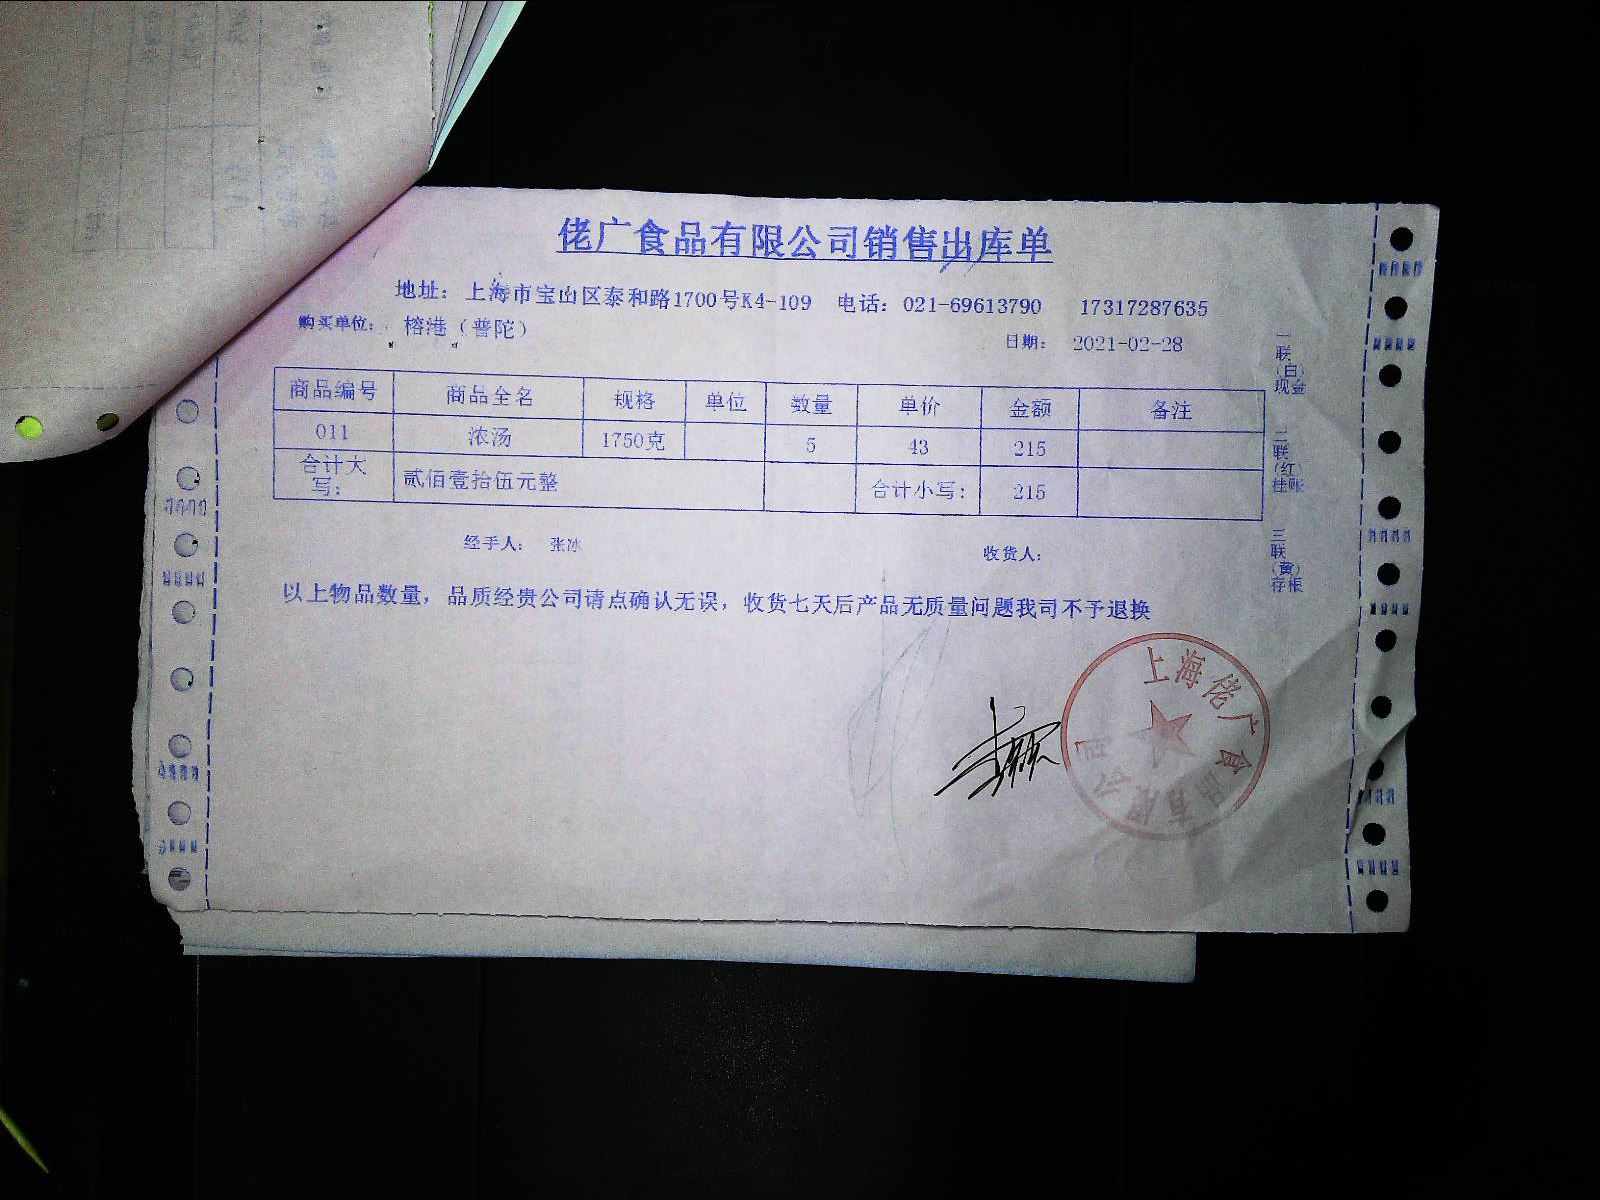 佬广食品有限公司销售出库单
地址：上海市宝山区泰和路1700号K4-109 电话：021-69613790 17317287635
购买单位：榕港（普陀）
日期： 2021-02-28
商品编号 商品全名 规格 单位 数量 单价 金额 备注
011 浓汤 1750克 5 43 215
合计大写： 贰佰壹拾伍元整 合计小写： 215
经手人： 张冰 收货人：
以上物品数量，品质经贵公司请点确认无误，收货七天后产品无质量问题我司不予退换
一联（白）现金
二联（红）挂账
三联（黄）存根
上海佬广食品有限公司